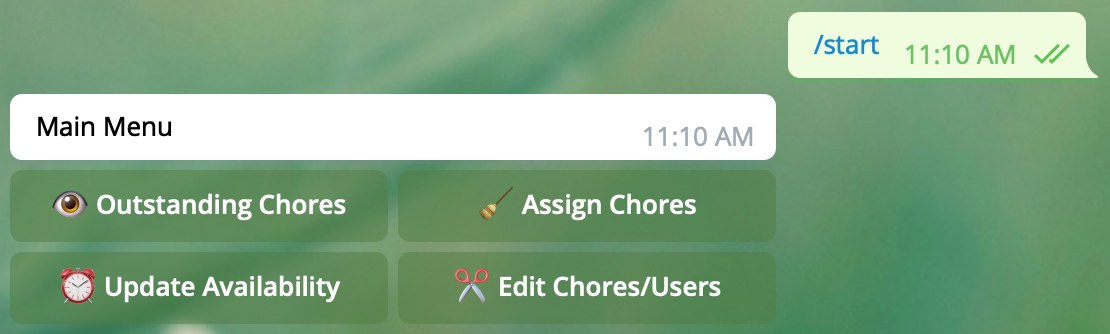 /start 11:10 AM
Main Menu 11:10 AM
Outstanding Chores
Assign Chores
Update Availability
Edit Chores/Users